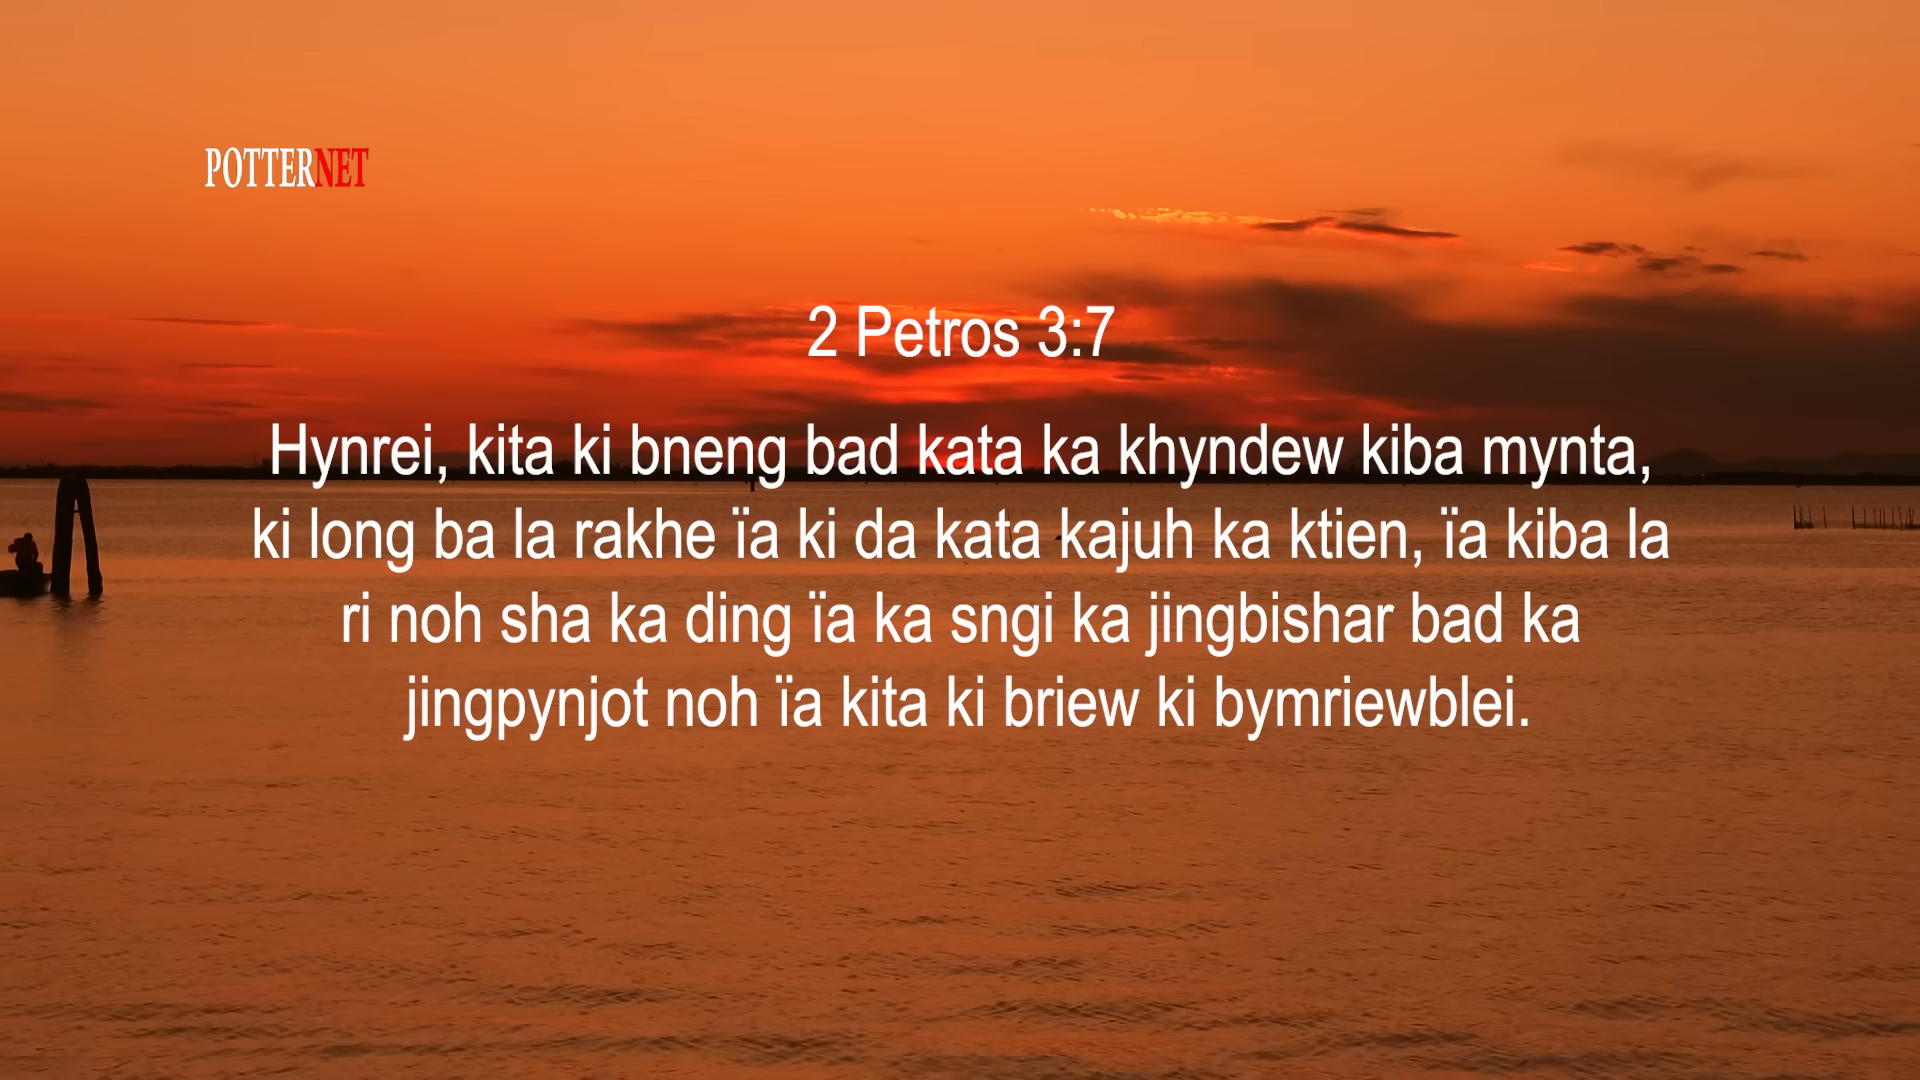 POTTERNET
2 Petros 3:7
Hynrei, kita ki bneng bad kata ka khyndew kiba mynta,
ki long ba la rakhe ïa ki da kata kajuh ka ktien, ïa kiba la
ri noh sha ka ding ïa ka sngi ka jingbishar bad ka
jingpynjot noh ïa kita ki briew ki bymriewblei.